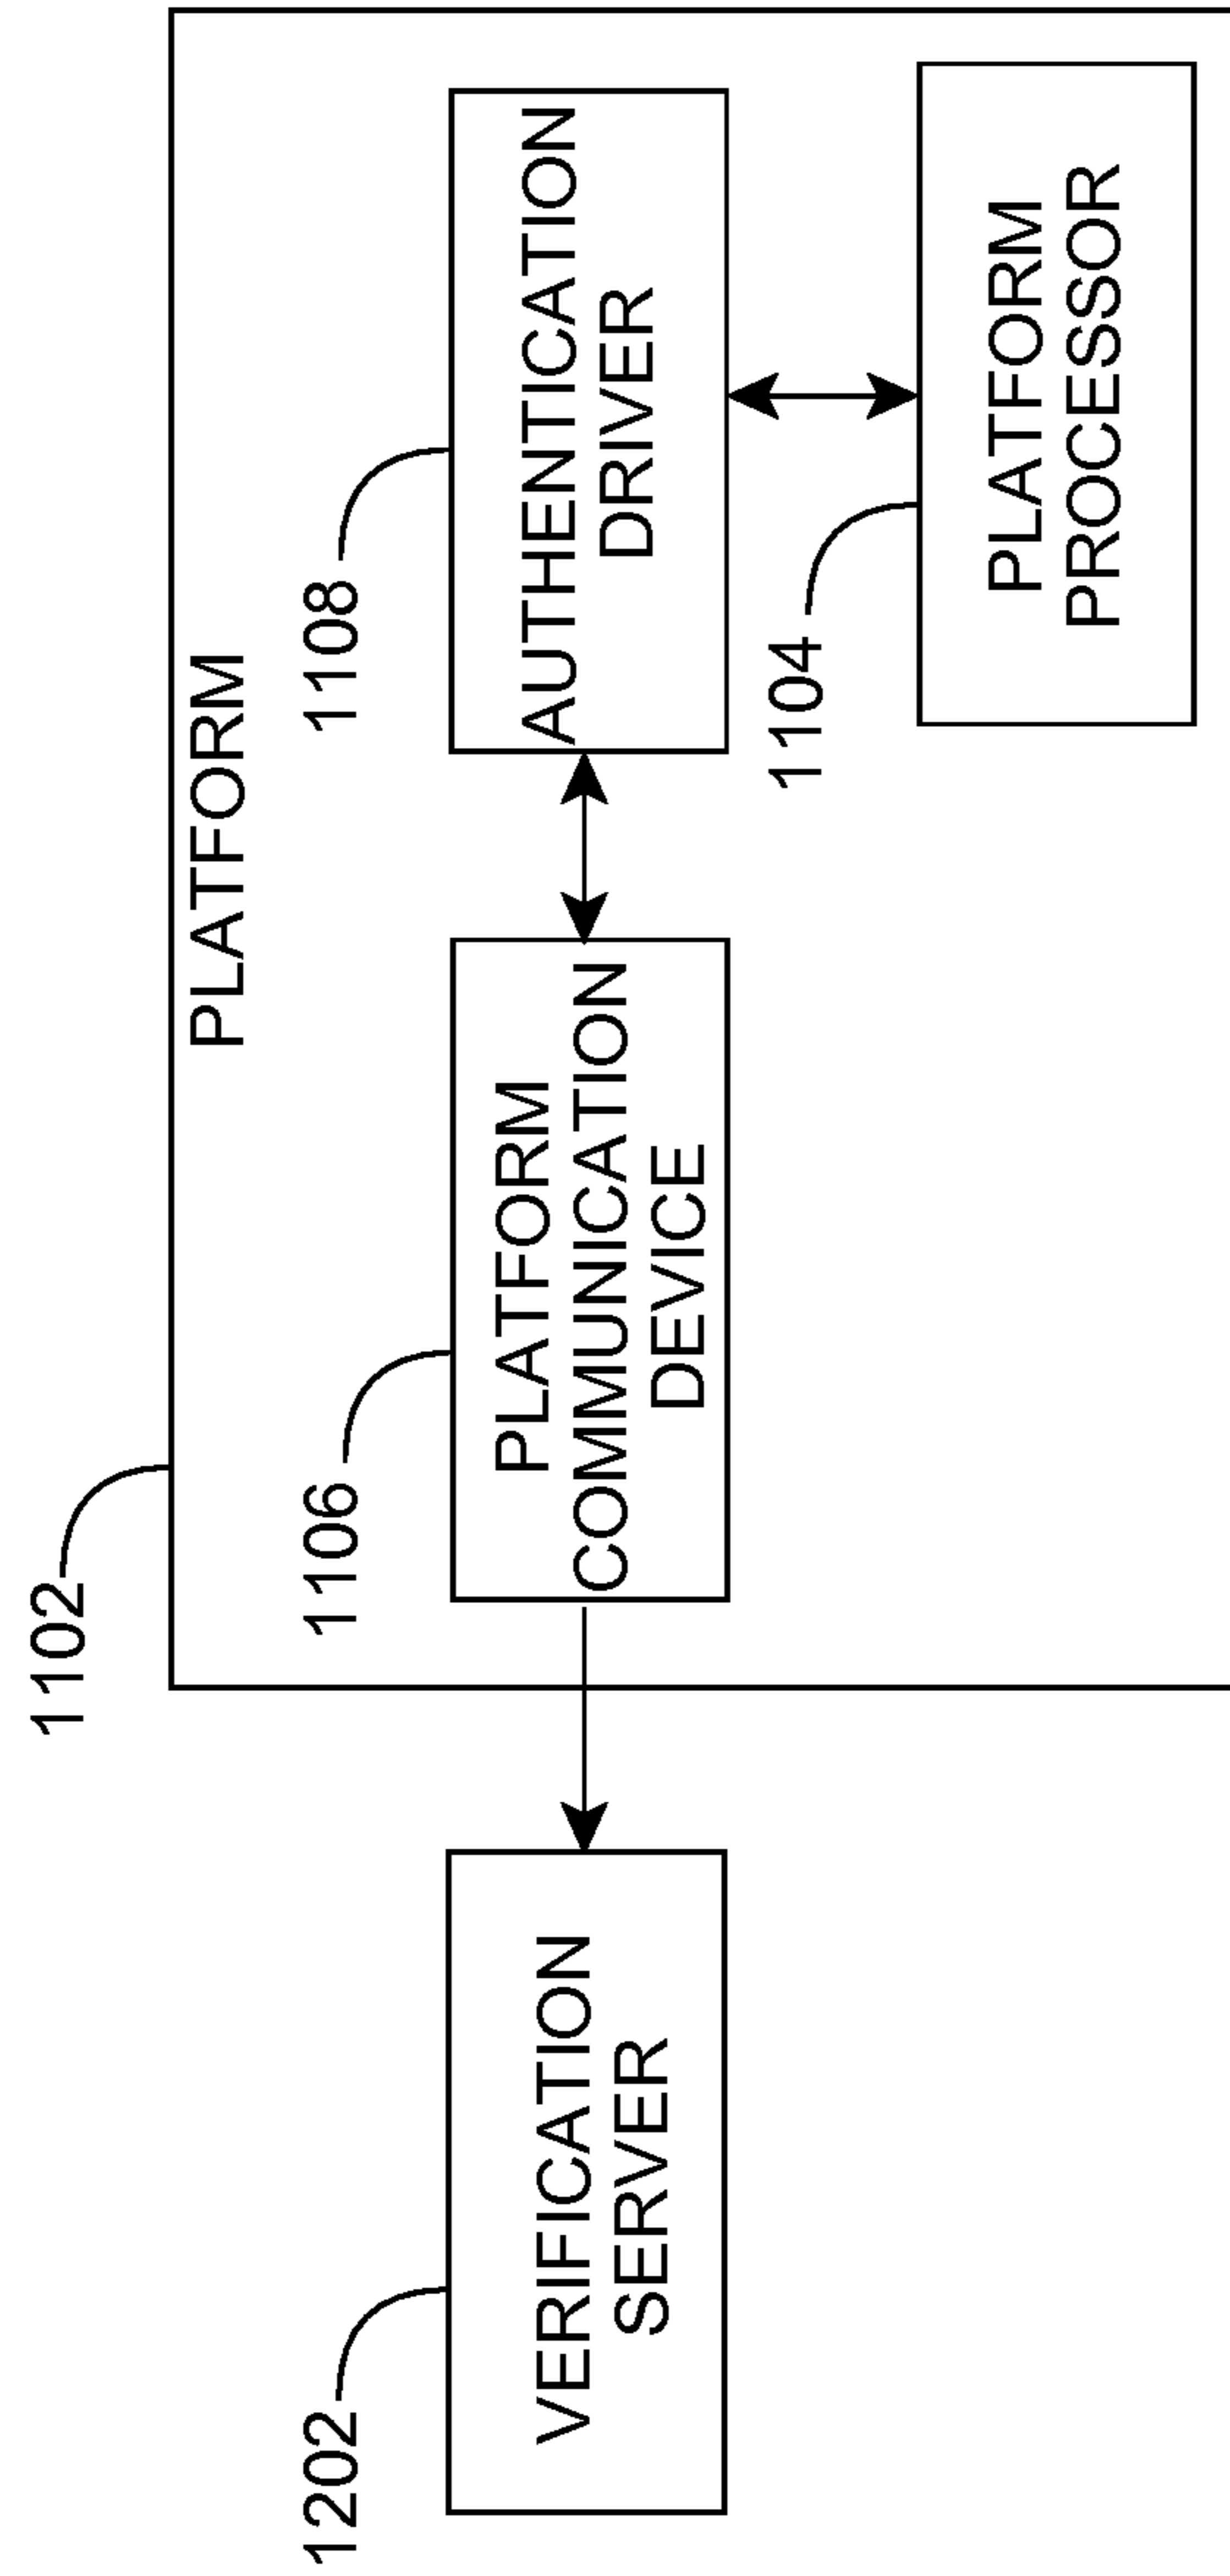 1102
PLATFORM
1202
1106
1108
VERIFICATION
SERVER
PLATFORM
COMMUNICATION
DEVICE
AUTHENTICATION
DRIVER
1104
PLATFORM
PROCESSOR